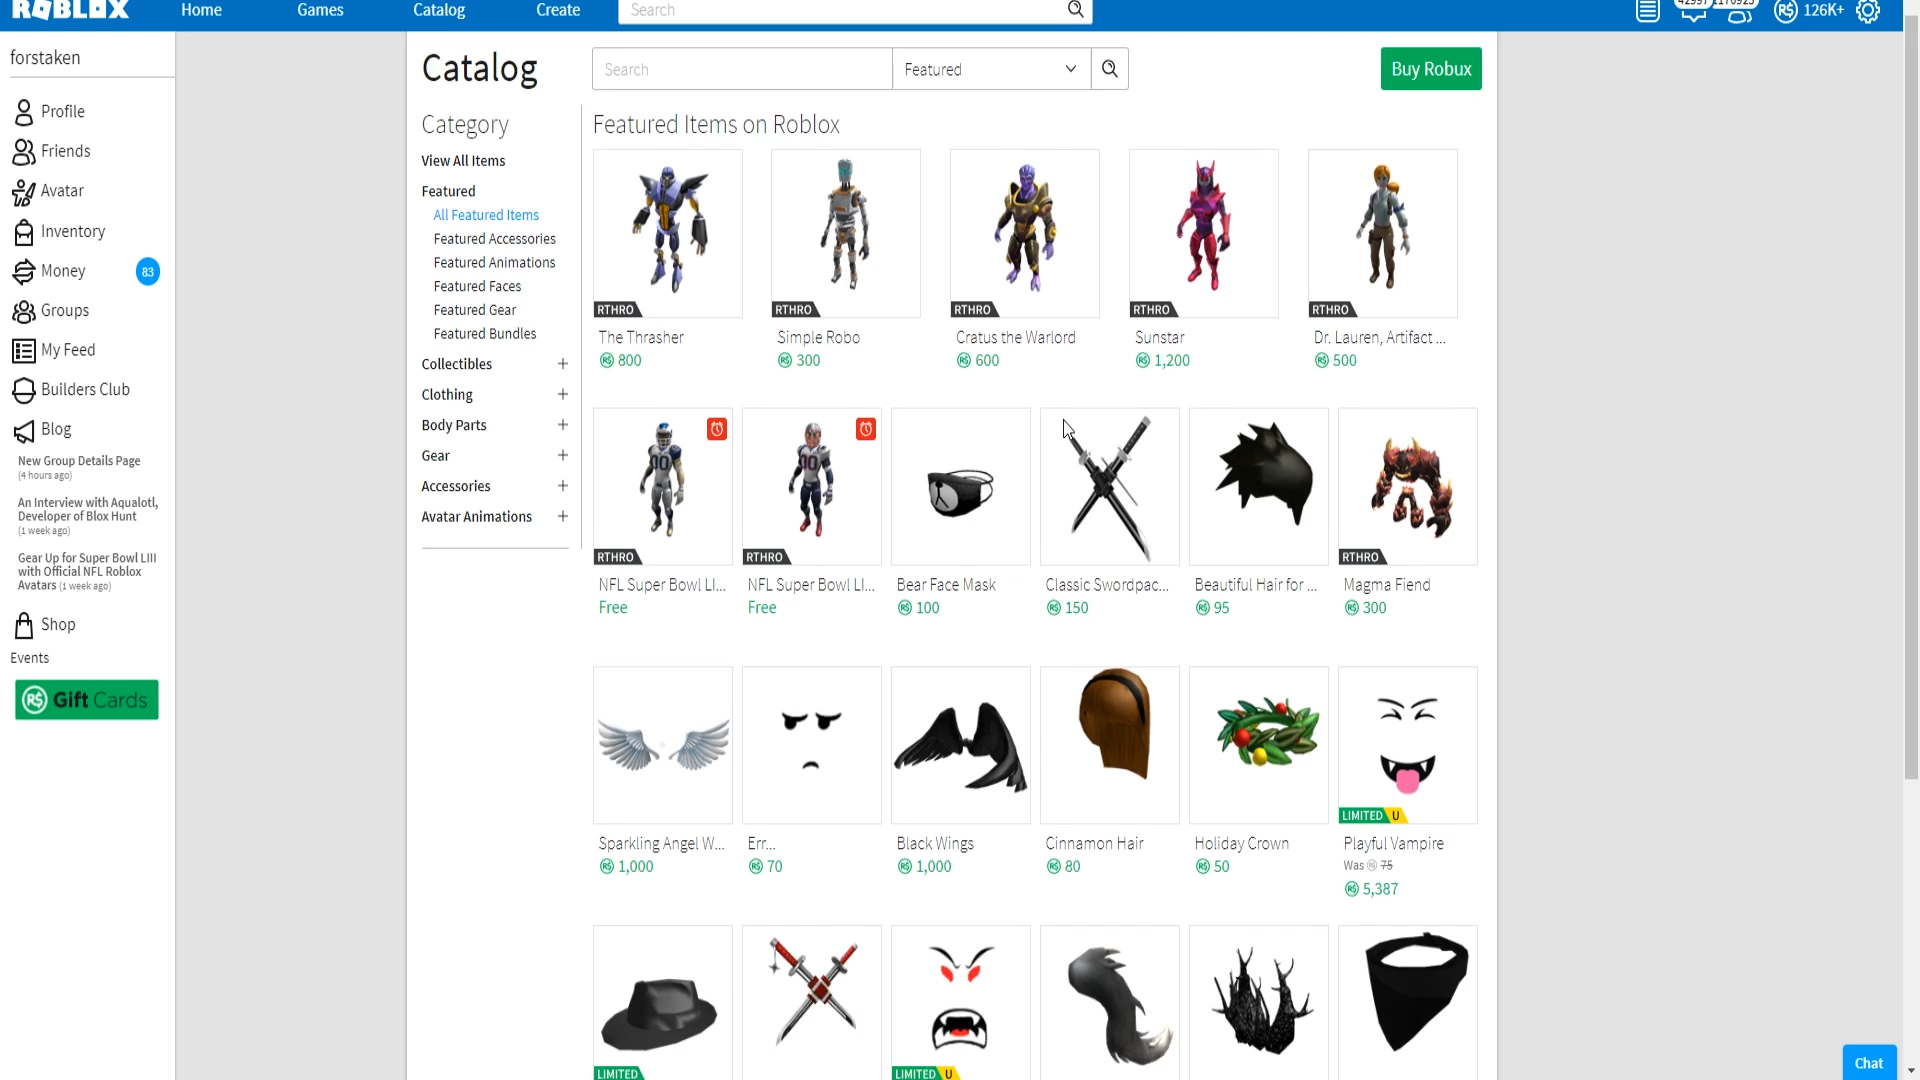 ROBLOX Home Games Catalog Create Search 126K+
forstaken
Profile
Friends
Avatar
Inventory
Money 83
Groups
My Feed
Builders Club
Blog
New Group Details Page
(4 hours ago)
An Interview with Aqualotl,
Developer of Blox Hunt
(1 week ago)
Gear Up for Super Bowl LIII
with Official NFL Roblox
Avatars (1 week ago)
Shop
Events
R$ Gift Cards
Catalog Search Featured Buy Robux
Category
View All Items
Featured
All Featured Items
Featured Accessories
Featured Animations
Featured Faces
Featured Gear
Featured Bundles
Collectibles +
Clothing +
Body Parts +
Gear +
Accessories +
Avatar Animations +
Featured Items on Roblox
RTHRO RTHRO RTHRO RTHRO RTHRO
The Thrasher Simple Robo Cratus the Warlord Sunstar Dr. Lauren, Artifact ...
R$ 800 R$ 300 R$ 600 R$ 1,200 R$ 500
00 00
RTHRO RTHRO RTHRO
NFL Super Bowl LI... NFL Super Bowl LI... Bear Face Mask Classic Swordpac... Beautiful Hair for ... Magma Fiend
Free Free R$ 100 R$ 150 R$ 95 R$ 300
LIMITED U
Sparkling Angel W... Err... Black Wings Cinnamon Hair Holiday Crown Playful Vampire
Was R$ 75
R$ 1,000 R$ 70 R$ 1,000 R$ 80 R$ 50 R$ 5,387
LIMITED LIMITED U
Chat